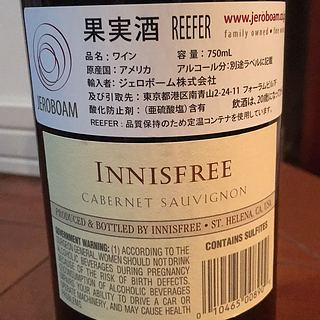 JEROBOAM
果実酒 REEFER
www.jeroboam.co
family owned
品名：ワイン 容量：750mL
原産国：アメリカ アルコール分：別途ラベルに記載
輸入者：ジェロボーム株式会社
及び引取先：東京都港区南青山2-24-11 フォーラムビル
酸化防止剤：(亜硫酸塩)含有 飲酒は、20歳になって
REEFER：品質保持のため定温コンテナを使用しています。
INNISFREE
CABERNET SAUVIGNON
PRODUCED & BOTTLED BY INNISFREE • ST. HELENA, CA, USA
GOVERNMENT WARNING: (1) ACCORDING TO THE
GENERAL, WOMEN SHOULD NOT DRINK
BEVERAGES DURING PREGNANCY
OF THE RISK OF BIRTH DEFECTS.
CONSUMPTION OF ALCOHOLIC BEVERAGES
ABILITY TO DRIVE A CAR OR
MACHINERY, AND MAY CAUSE HEALTH
CONTAINS SULFITES